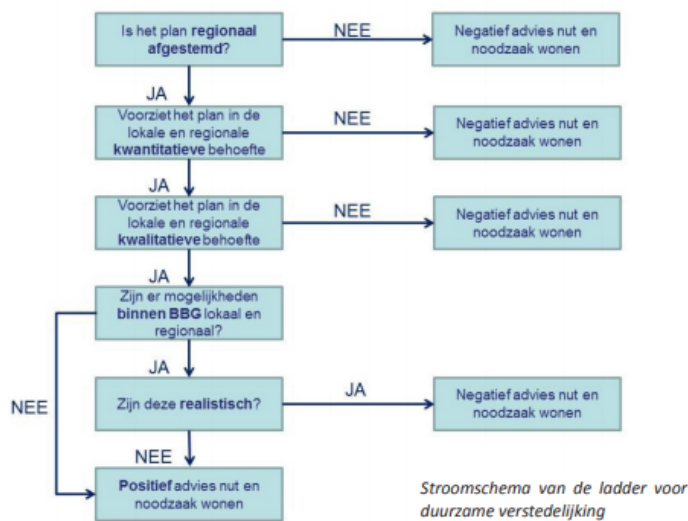 Is het plan regionaal
afgestemd?
NEE
Negatief advies nut en
noodzaak wonen
JA
Voorziet het plan in de
lokale en regionale
kwantitatieve behoefte
NEE
Negatief advies nut en
noodzaak wonen
JA
Voorziet het plan in de
lokale en regionale
kwalitatieve behoefte
NEE
Negatief advies nut en
noodzaak wonen
JA
Zijn er mogelijkheden
binnen BBG lokaal en
regionaal?
JA
NEE
Zijn deze realistisch?
JA
Negatief advies nut en
noodzaak wonen
NEE
Positief advies nut en
noodzaak wonen
Stroomschema van de ladder voor
duurzame verstedelijking